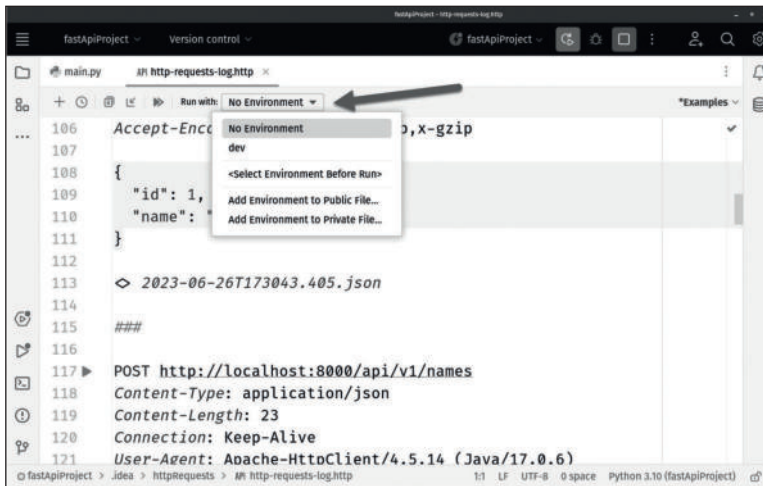 fastApiProject – http-requests-log.http
fastApiProject
Version control
fastApiProject
main.py
API http-requests-log.http
Run with:
No Environment
*Examples
No Environment
dev
<Select Environment Before Run>
Add Environment to Public File...
Add Environment to Private File...
106 Accept-Enco p,x-gzip
107
108 {
109 "id": 1,
110 "name": "
111 }
112
113 2023-06-26T173043.405.json
114
115 ###
116
117 POST http://localhost:8000/api/v1/names
118 Content-Type: application/json
119 Content-Length: 23
120 Connection: Keep-Alive
121 User-Agent: Apache-HttpClient/4.5.14 (Java/17.0.6)
fastApiProject > .idea > httpRequests > API http-requests-log.http
1:1 LF UTF-8 0 space Python 3.10 (fastApiProject)